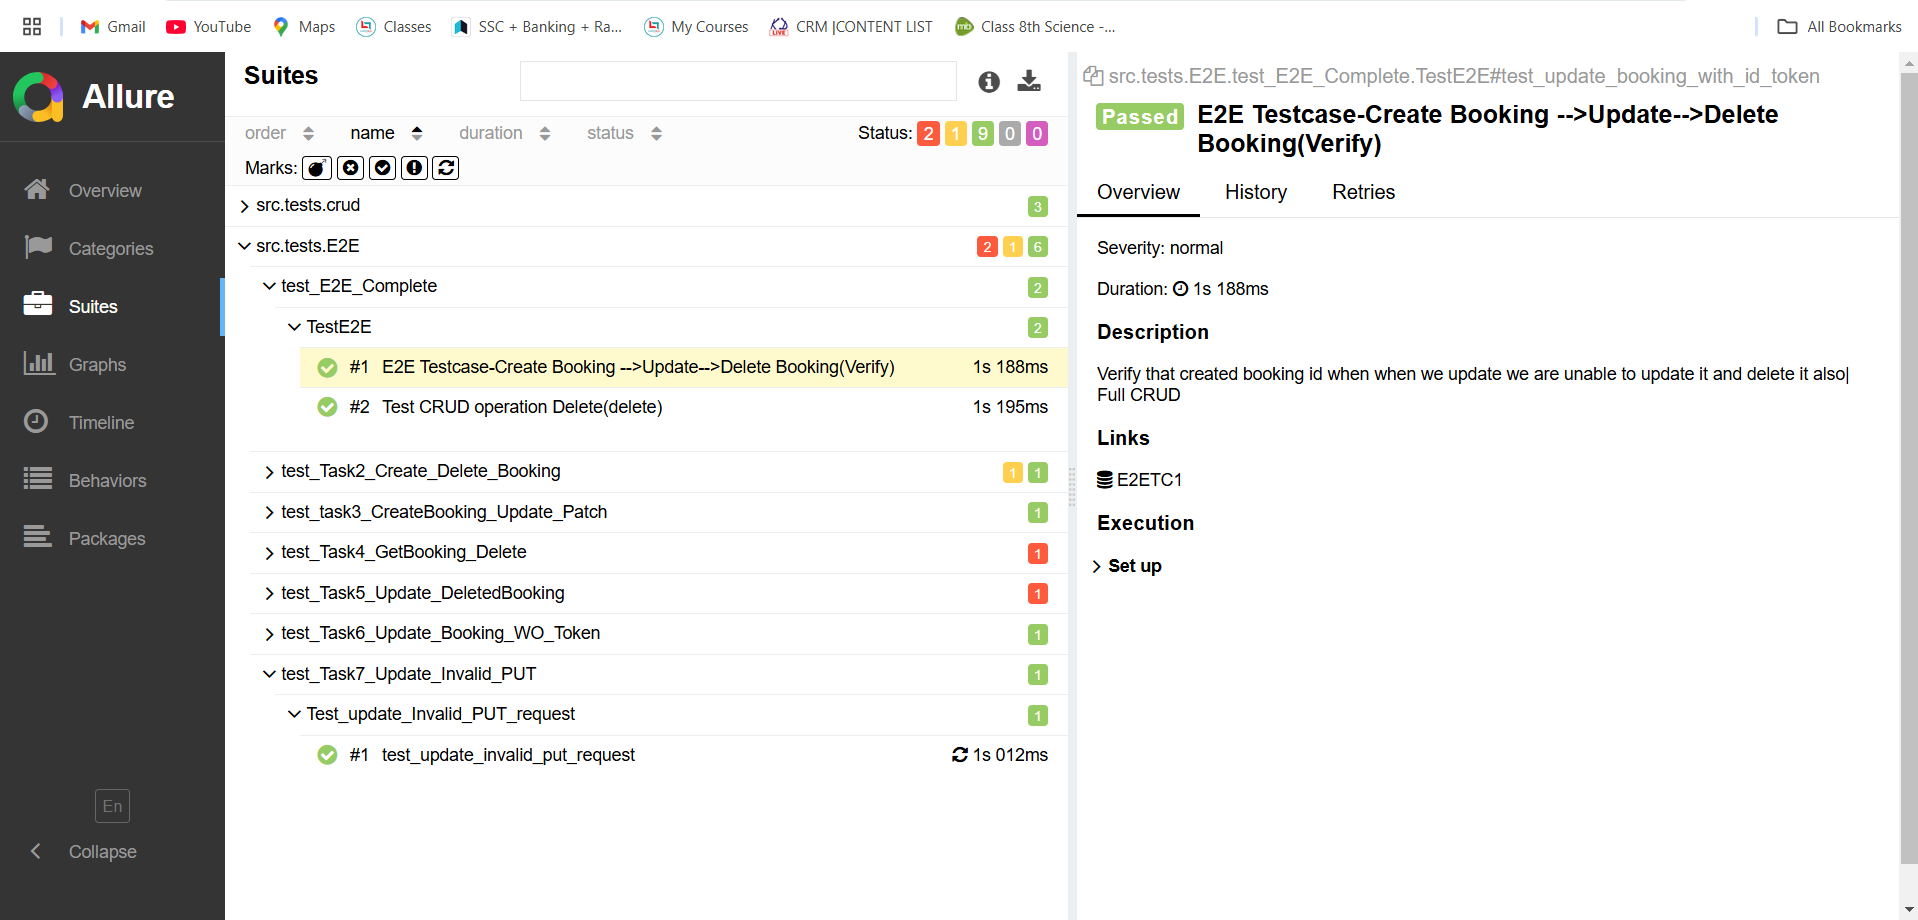 Gmail YouTube Maps Classes SSC + Banking + Ra... My Courses CRM |CONTENT LIST Class 8th Science -... All Bookmarks
Allure
Overview
Categories
Suites
Graphs
Timeline
Behaviors
Packages
En
Collapse
Suites
order name duration status Status: 2 1 9 0 0
Marks:
src.tests.crud 3
src.tests.E2E 2 1 6
test_E2E_Complete 2
TestE2E 2
#1 E2E Testcase-Create Booking -->Update-->Delete Booking(Verify) 1s 188ms
#2 Test CRUD operation Delete(delete) 1s 195ms
test_Task2_Create_Delete_Booking 1 1
test_task3_CreateBooking_Update_Patch 1
test_Task4_GetBooking_Delete 1
test_Task5_Update_DeletedBooking 1
test_Task6_Update_Booking_WO_Token 1
test_Task7_Update_Invalid_PUT 1
Test_update_Invalid_PUT_request 1
#1 test_update_invalid_put_request 1s 012ms
src.tests.E2E.test_E2E_Complete.TestE2E#test_update_booking_with_id_token
Passed E2E Testcase-Create Booking -->Update-->Delete
Booking(Verify)
Overview History Retries
Severity: normal
Duration: 1s 188ms
Description
Verify that created booking id when when we update we are unable to update it and delete it also|
Full CRUD
Links
E2ETC1
Execution
Set up